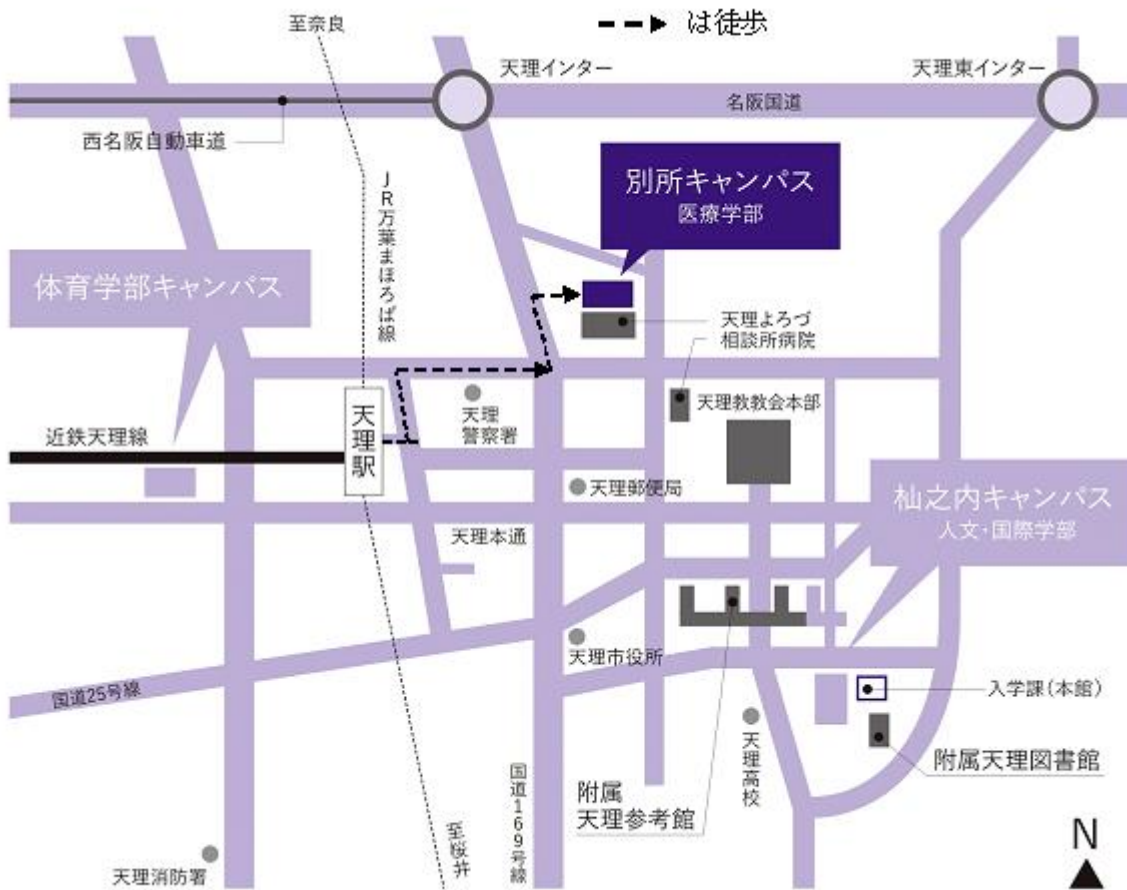 は徒歩
至奈良
天理インター
天理東インター
名阪国道
西名阪自動車道
別所キャンパス
医療学部
JR万葉まほろば線
体育学部キャンパス
天理よろづ
相談所病院
天理駅
天理
警察署
天理教教会本部
近鉄天理線
天理郵便局
杣之内キャンパス
人文・国際学部
天理本通
天理市役所
国道25号線
入学課(本館)
天理高校
附属天理図書館
国道169号線
附属
天理参考館
至桜井
天理消防署
N